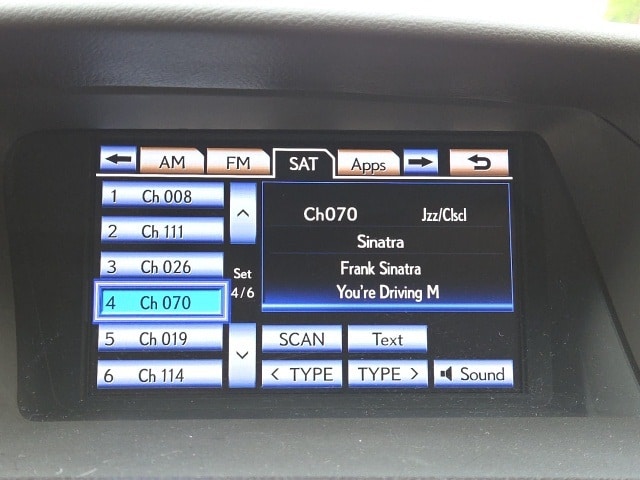 AM FM SAT Apps
1 Ch 008
2 Ch 111
3 Ch 026
4 Ch 070
5 Ch 019
6 Ch 114
Set
4/6
Ch070 Jzz/Clscl
Sinatra
Frank Sinatra
You're Driving M
SCAN Text
< TYPE TYPE > Sound